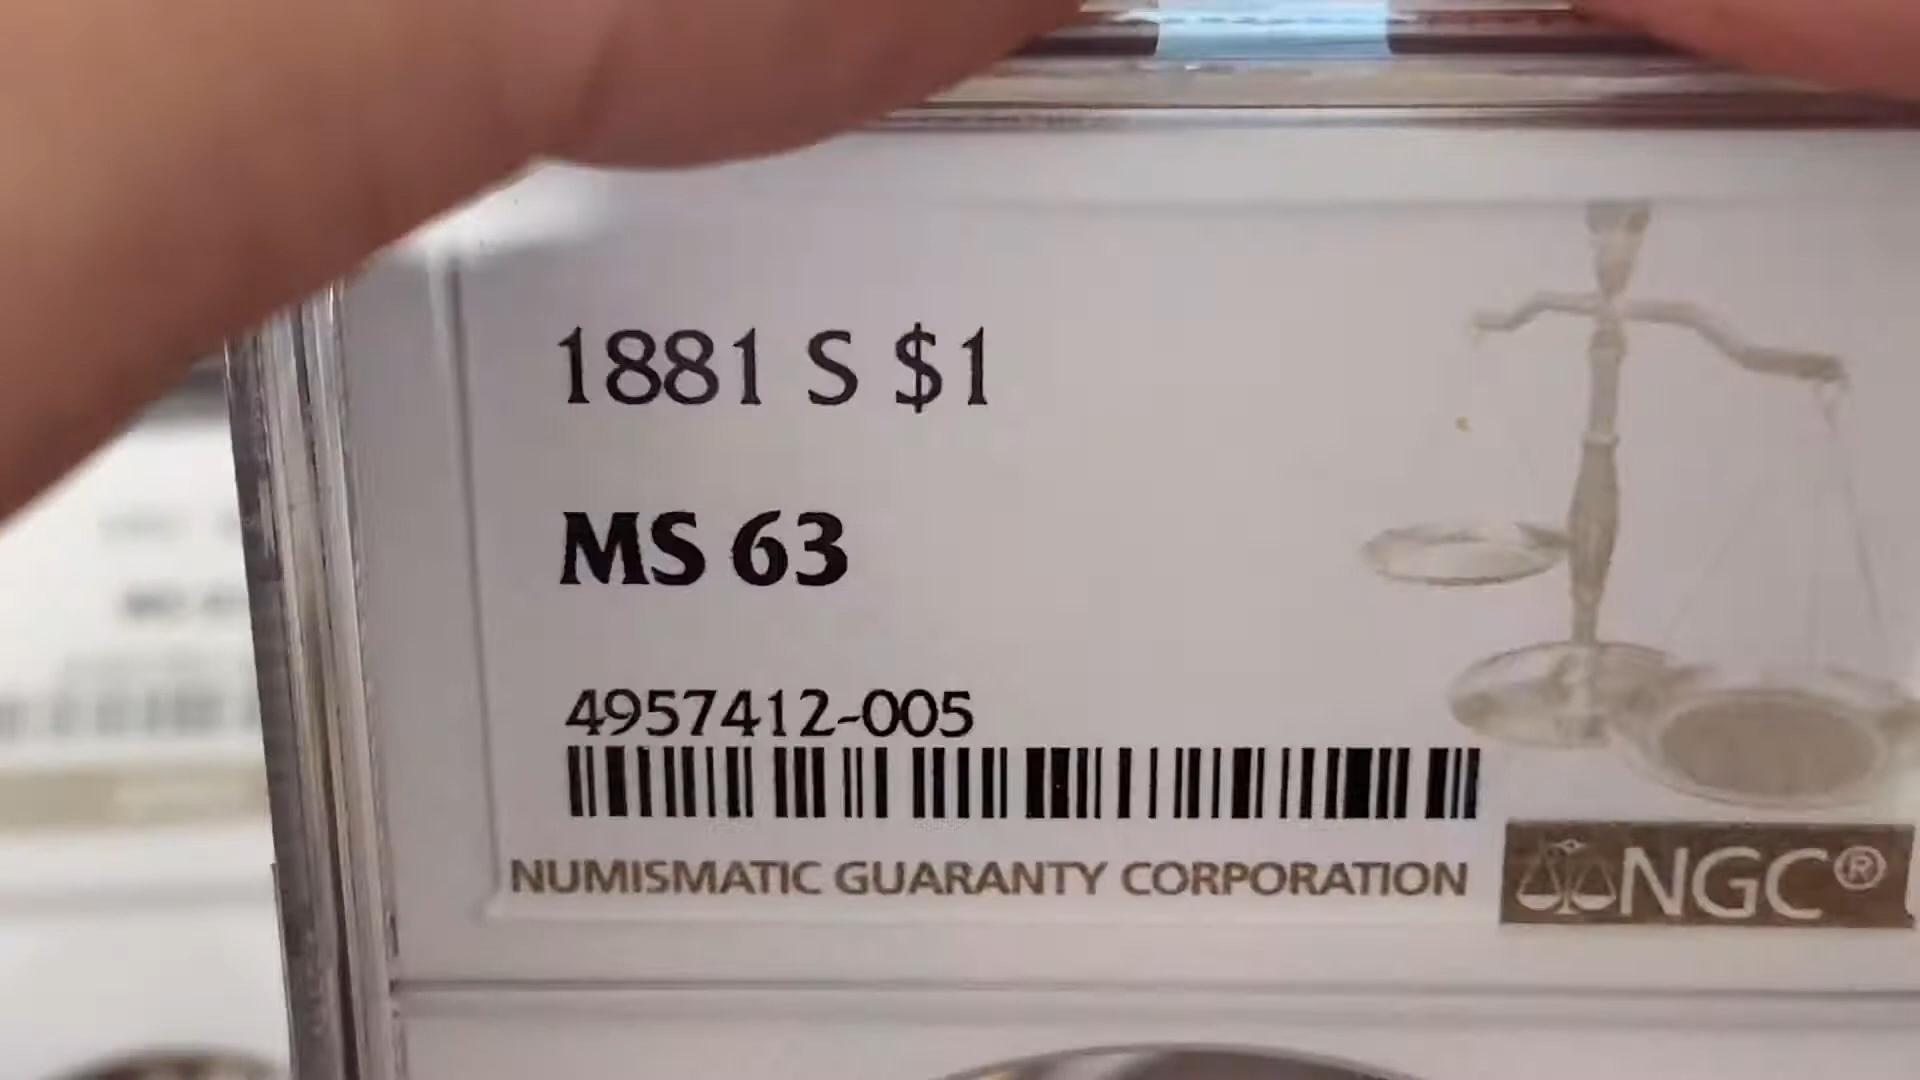 1881 S $1
MS 63
4957412-005
NUMISMATIC GUARANTY CORPORATION
NGC®